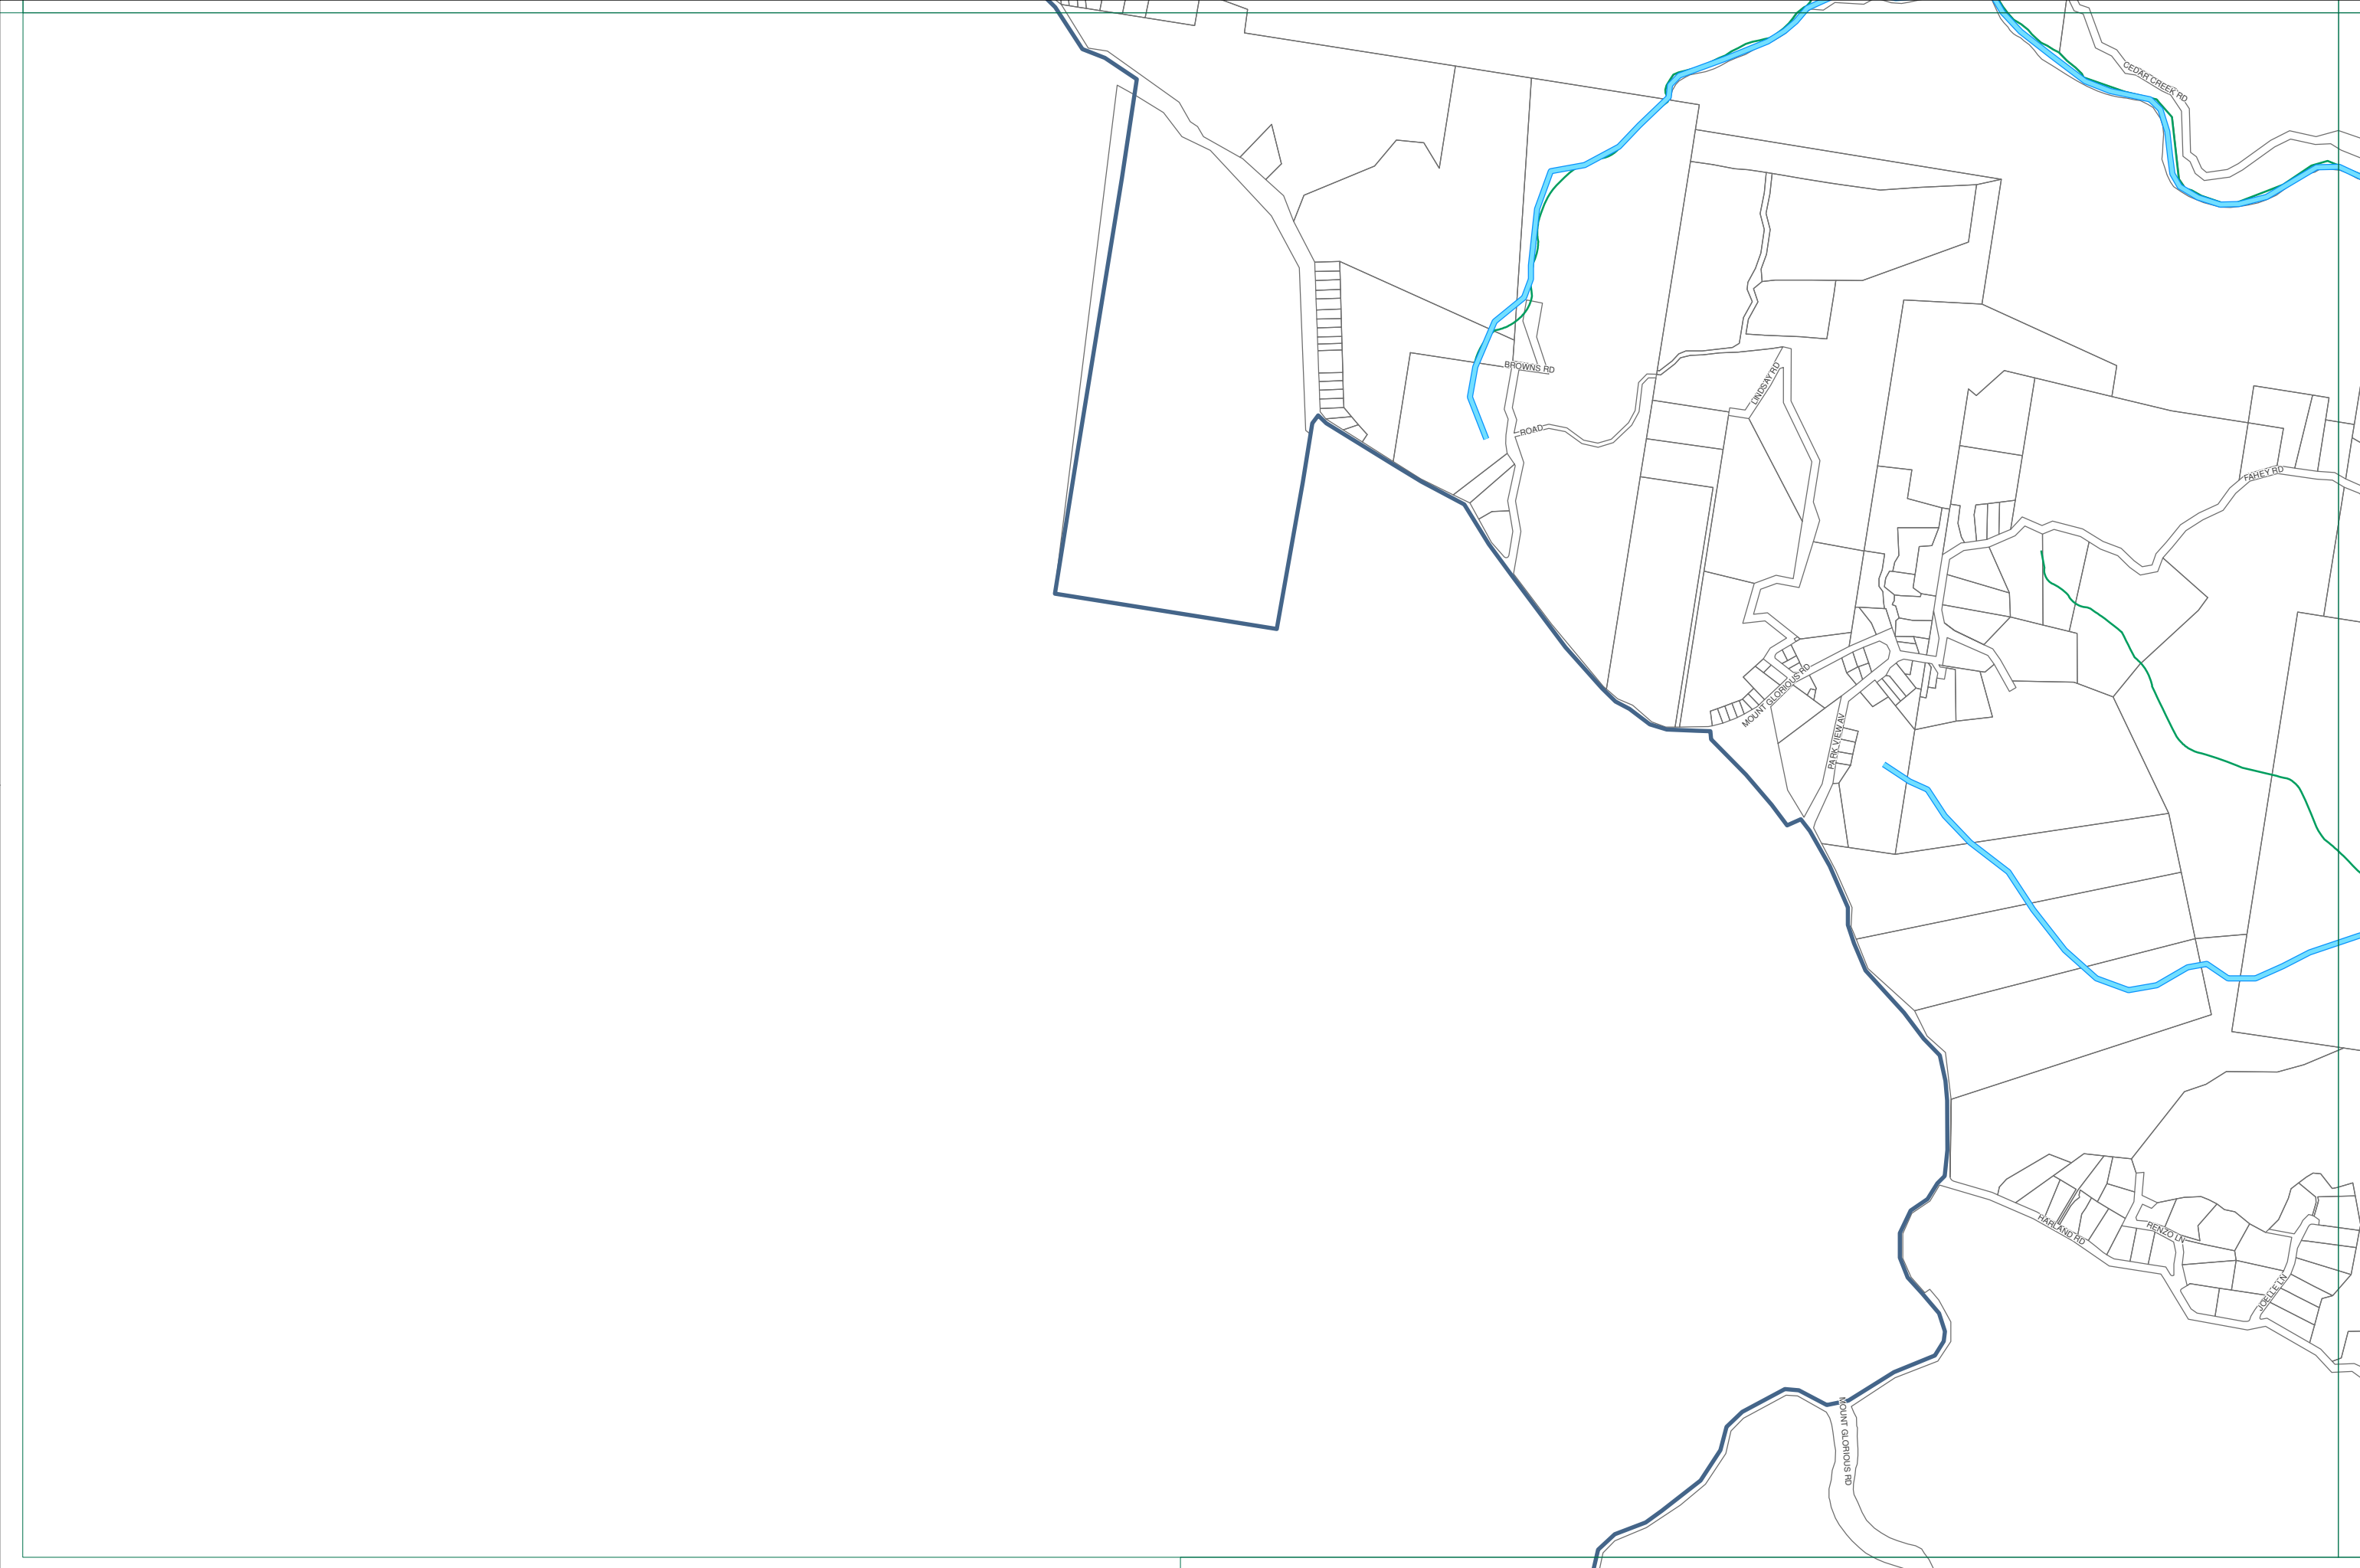 CEDAR CREEK RD
BROWNS RD
LINDSAY RD
ROAD
FAHEY RD
MOUNT GLORIOUS RD
PARK VIEW AV
HARLAND RD
RENZO LN
JOELLE LN
MOUNT GLORIOUS RD